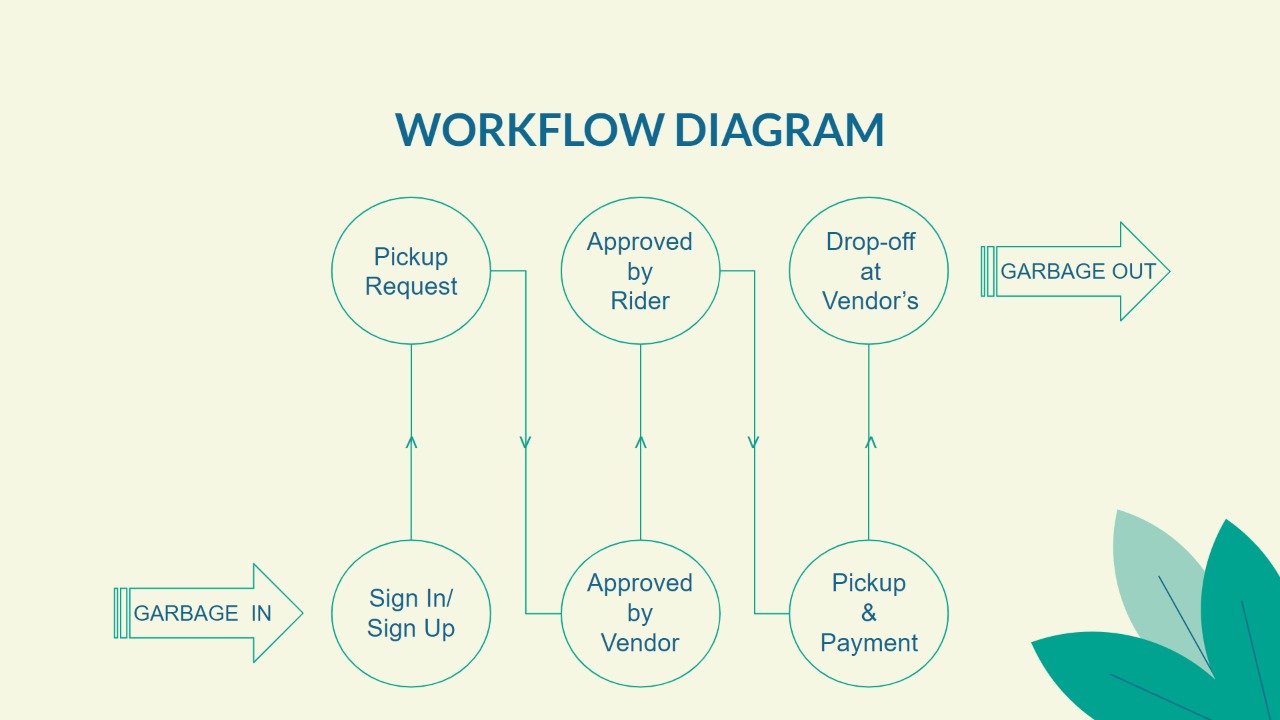 WORKFLOW DIAGRAM
Pickup
Request
Approved
by
Rider
Drop-off
at
Vendor’s
GARBAGE OUT
GARBAGE  IN
Sign In/
Sign Up
Approved
by
Vendor
Pickup
&
Payment